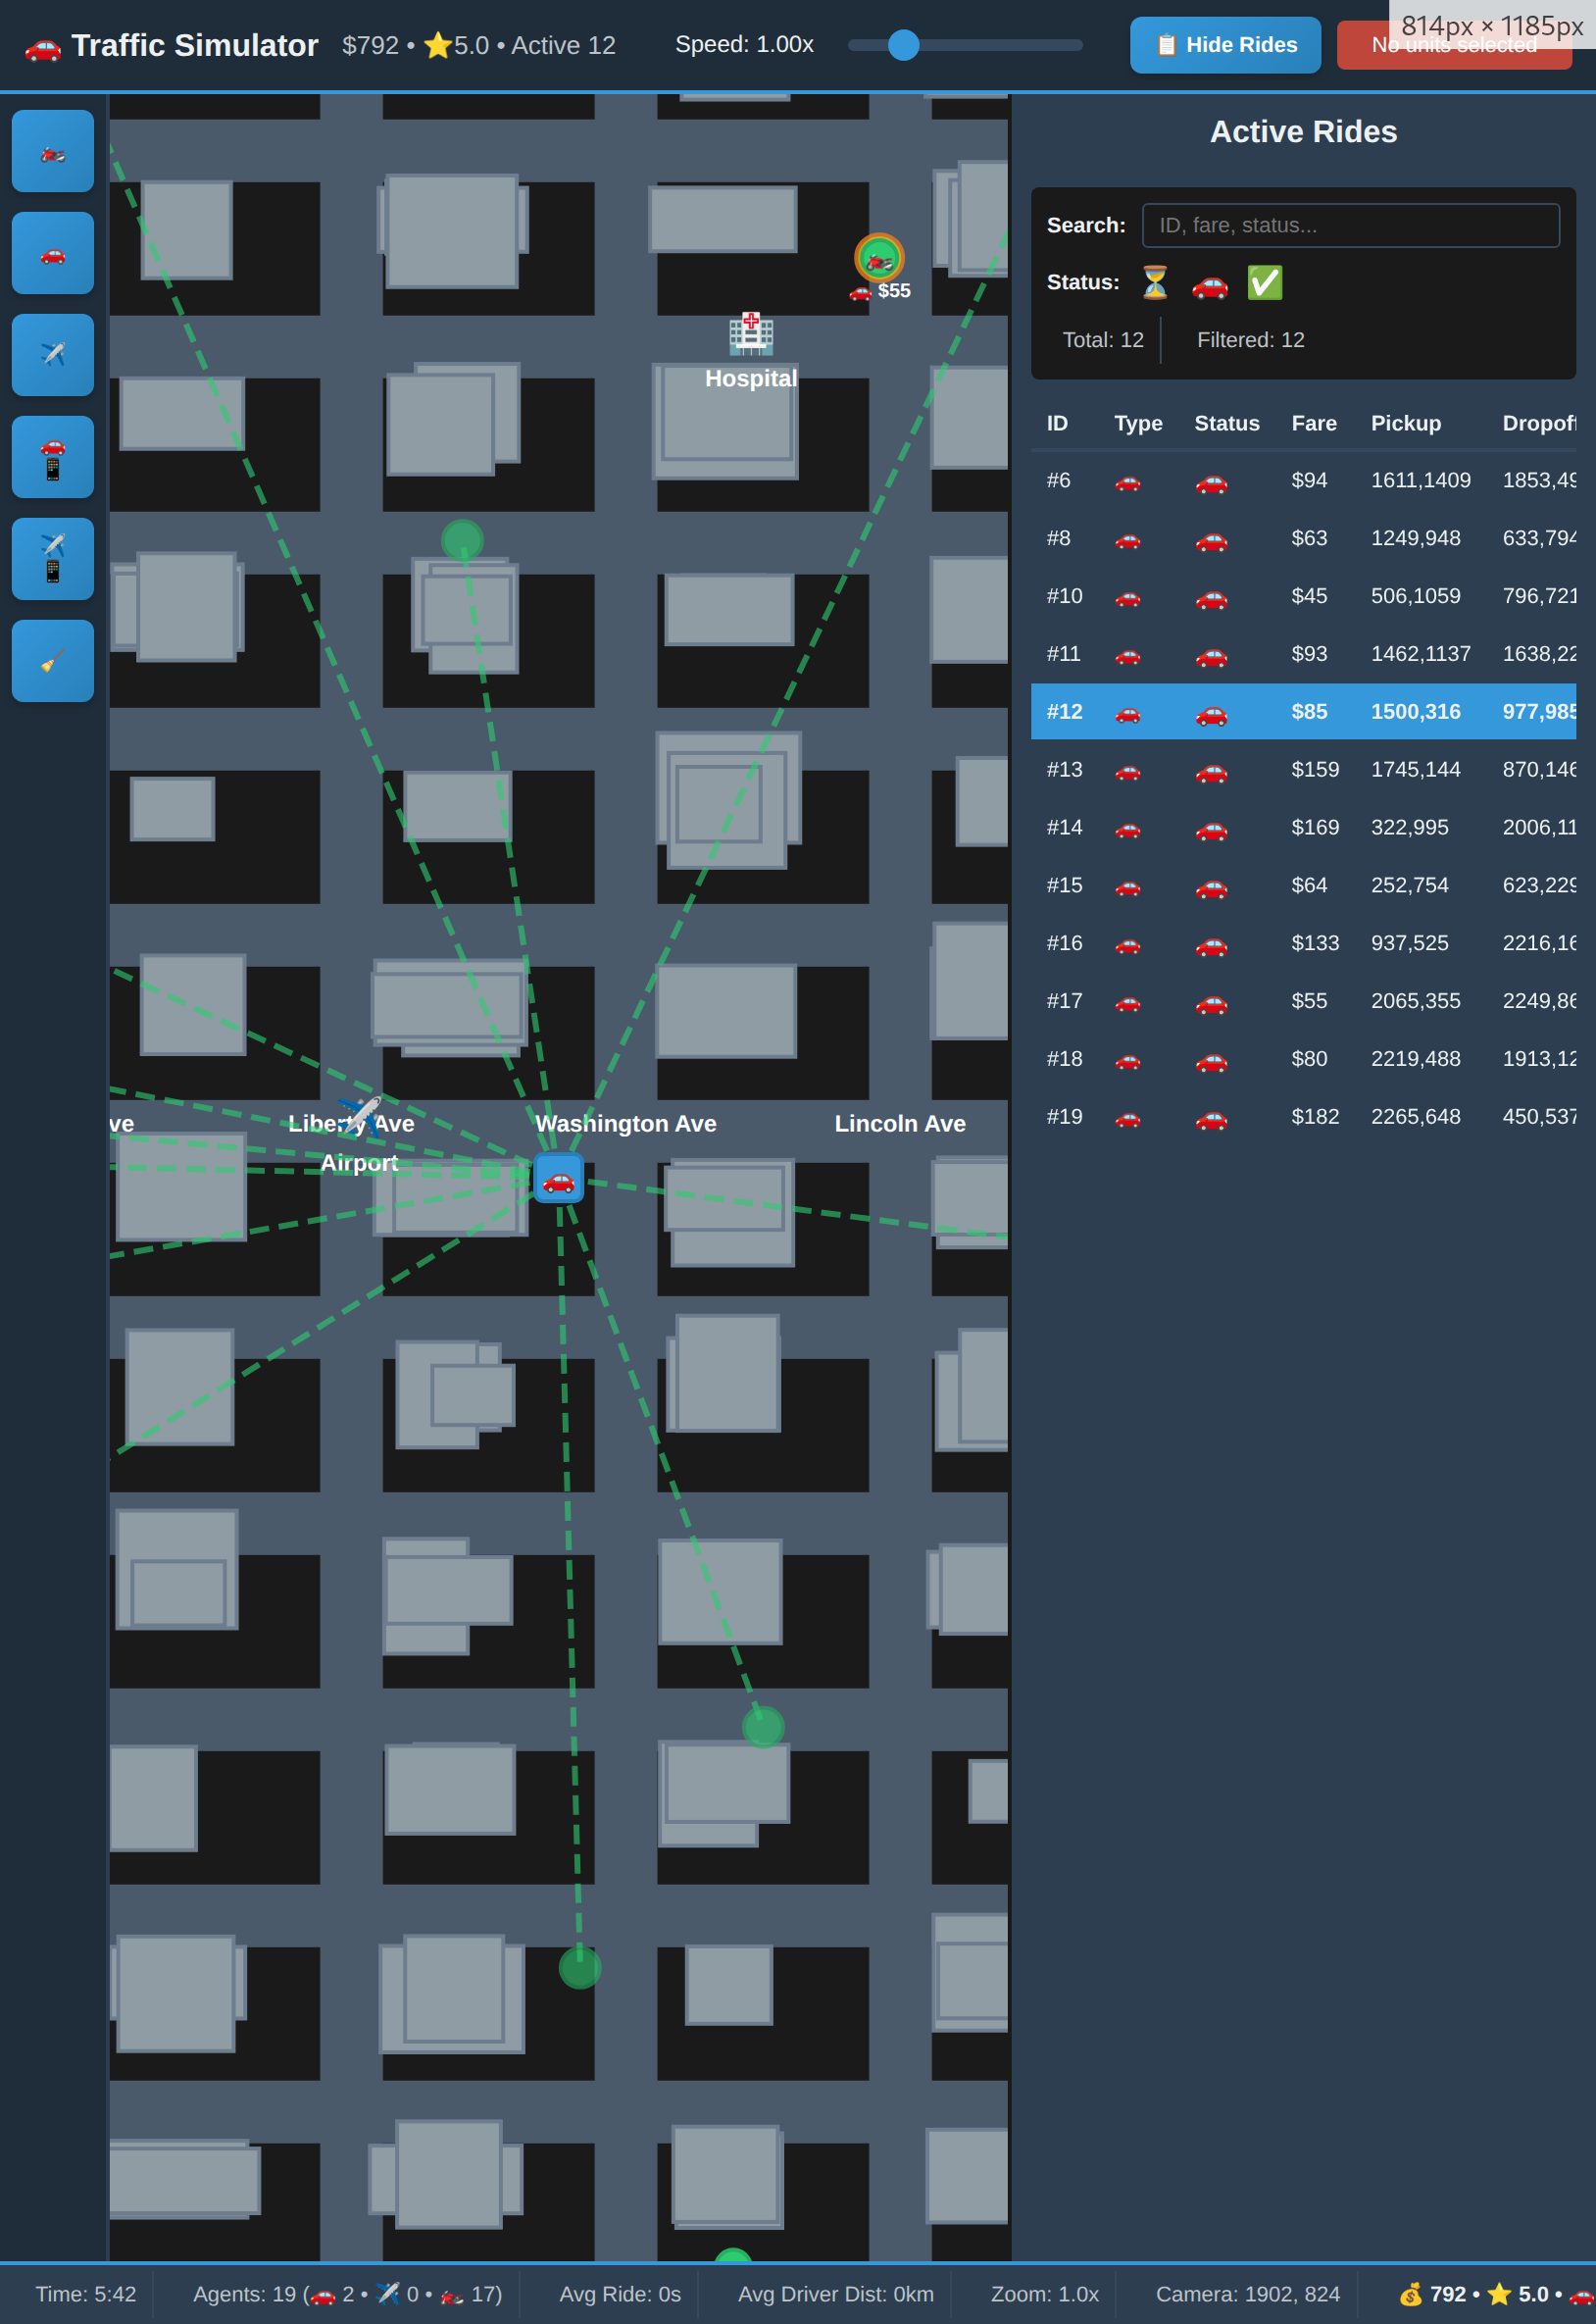 🚗 Traffic Simulator $792 • ⭐5.0 • Active 12 Speed: 1.00x 📋 Hide Rides No units selected
814px × 1185px
Active Rides
Search: ID, fare, status...
Status: ⏳ 🚗 ✅
Total: 12 Filtered: 12
ID Type Status Fare Pickup Dropoff
#6 🚗 🚗 $94 1611,1409 1853,49
#8 🚗 🚗 $63 1249,948 633,794
#10 🚗 🚗 $45 506,1059 796,721
#11 🚗 🚗 $93 1462,1137 1638,22
#12 🚗 🚗 $85 1500,316 977,985
#13 🚗 🚗 $159 1745,144 870,146
#14 🚗 🚗 $169 322,995 2006,11
#15 🚗 🚗 $64 252,754 623,229
#16 🚗 🚗 $133 937,525 2216,16
#17 🚗 🚗 $55 2065,355 2249,86
#18 🚗 🚗 $80 2219,488 1913,12
#19 🚗 🚗 $182 2265,648 450,537
🚗 $55
Hospital
ve Liberty Ave Washington Ave Lincoln Ave
Airport
Time: 5:42 Agents: 19 (🚗 2 • ✈️ 0 • 🏍️ 17) Avg Ride: 0s Avg Driver Dist: 0km Zoom: 1.0x Camera: 1902, 824 💰 792 • ⭐ 5.0 • 🚗